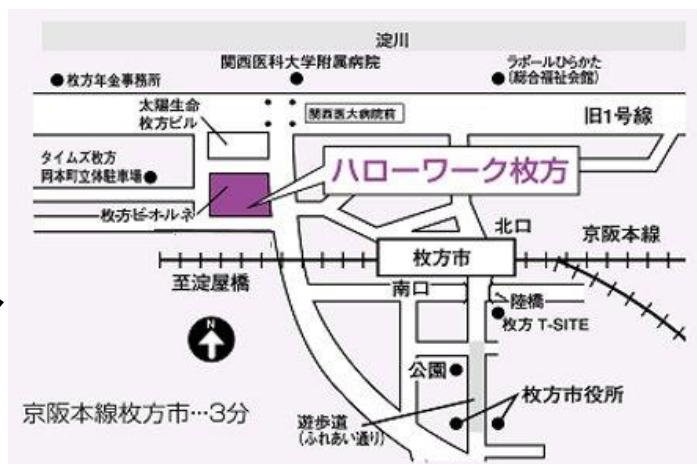 淀川
関西医科大学附属病院
ラポールひらかた
(総合福祉会館)
枚方年金事務所
太陽生命
枚方ビル
関西医大病院前
旧1号線
タイムズ枚方
岡本町立体駐車場
ハローワーク枚方
枚方ビオルネ
北口
京阪本線
枚方市
至淀屋橋
南口
陸橋
枚方 T-SITE
N
公園
枚方市役所
京阪本線枚方市…3分
遊歩道
(ふれあい通り)